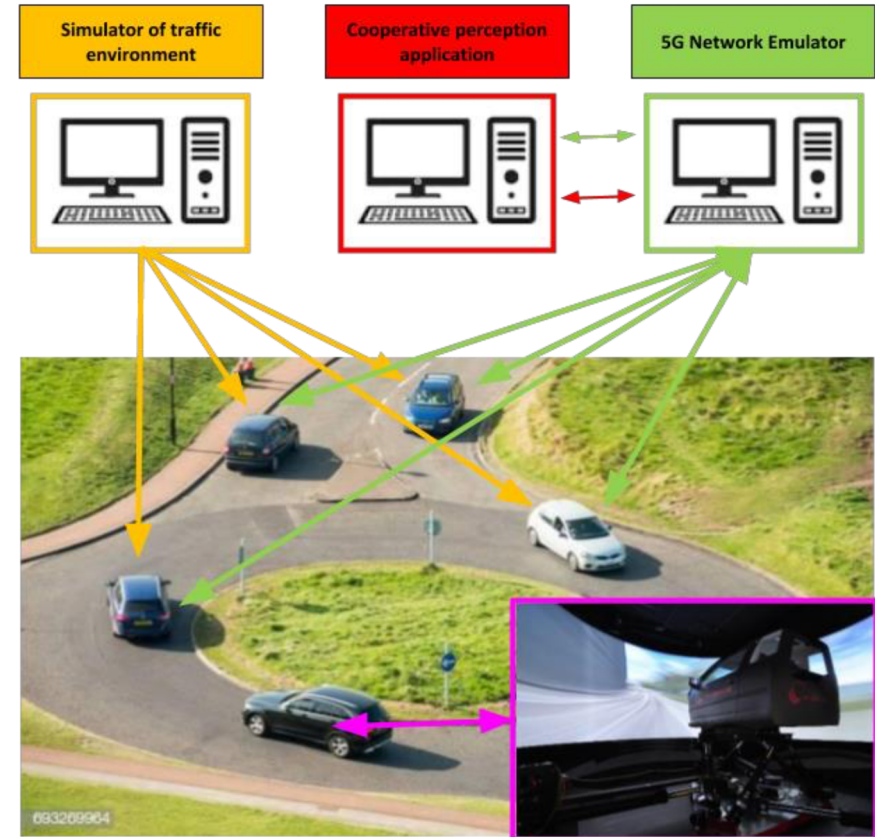 Simulator of traffic
environment
Cooperative perception
application
5G Network Emulator
693269964